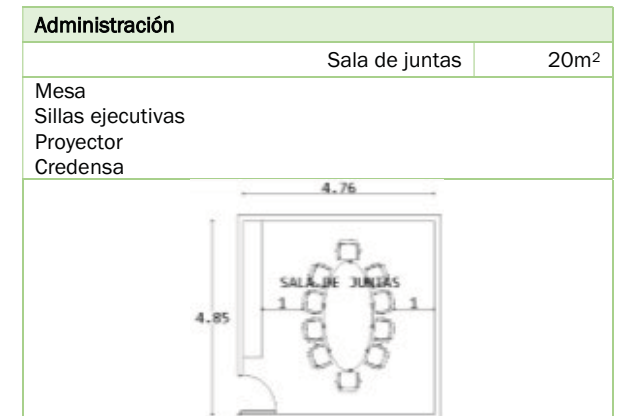 Administración
Sala de juntas 20m²
Mesa
Sillas ejecutivas
Proyector
Credensa
4.76
SALA DE JUNTAS
1 1
4.85